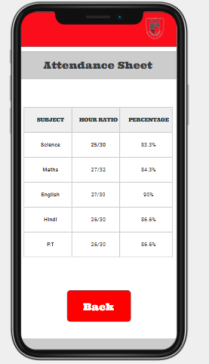 Attendance Sheet
SUBJECT HOUR RATIO PERCENTAGE
Science 25/30 83.3%
Maths 27/32 84.3%
English 27/30 90%
Hindi 26/30 86.6%
P.T 26/30 86.6%
Back